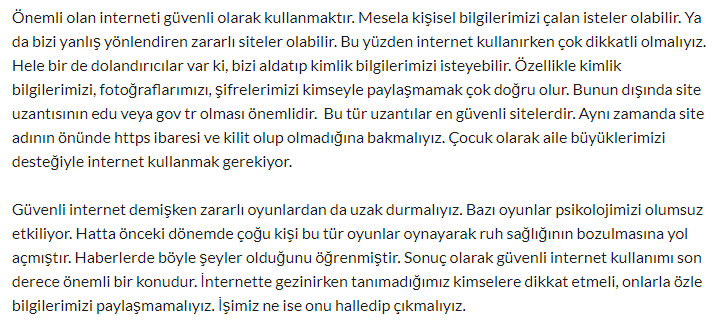 Önemli olan interneti güvenli olarak kullanmaktır. Mesela kişisel bilgilerimizi çalan isteler olabilir. Ya
da bizi yanlış yönlendiren zararlı siteler olabilir. Bu yüzden internet kullanırken çok dikkatli olmalıyız.
Hele bir de dolandırıcılar var ki, bizi aldatıp kimlik bilgilerimizi isteyebilir. Özellikle kimlik
bilgilerimizi, fotoğraflarımızı, şifrelerimizi kimseyle paylaşmamak çok doğru olur. Bunun dışında site
uzantısının edu veya gov tr olması önemlidir.  Bu tür uzantılar en güvenli sitelerdir. Aynı zamanda site
adının önünde https ibaresi ve kilit olup olmadığına bakmalıyız. Çocuk olarak aile büyüklerimizi
desteğiyle internet kullanmak gerekiyor.

Güvenli internet demişken zararlı oyunlardan da uzak durmalıyız. Bazı oyunlar psikolojimizi olumsuz
etkiliyor. Hatta önceki dönemde çoğu kişi bu tür oyunlar oynayarak ruh sağlığının bozulmasına yol
açmıştır. Haberlerde böyle şeyler olduğunu öğrenmiştir. Sonuç olarak güvenli internet kullanımı son
derece önemli bir konudur. İnternette gezinirken tanımadığımız kimselere dikkat etmeli, onlarla özle
bilgilerimizi paylaşmamalıyız. İşimiz ne ise onu halledip çıkmalıyız.